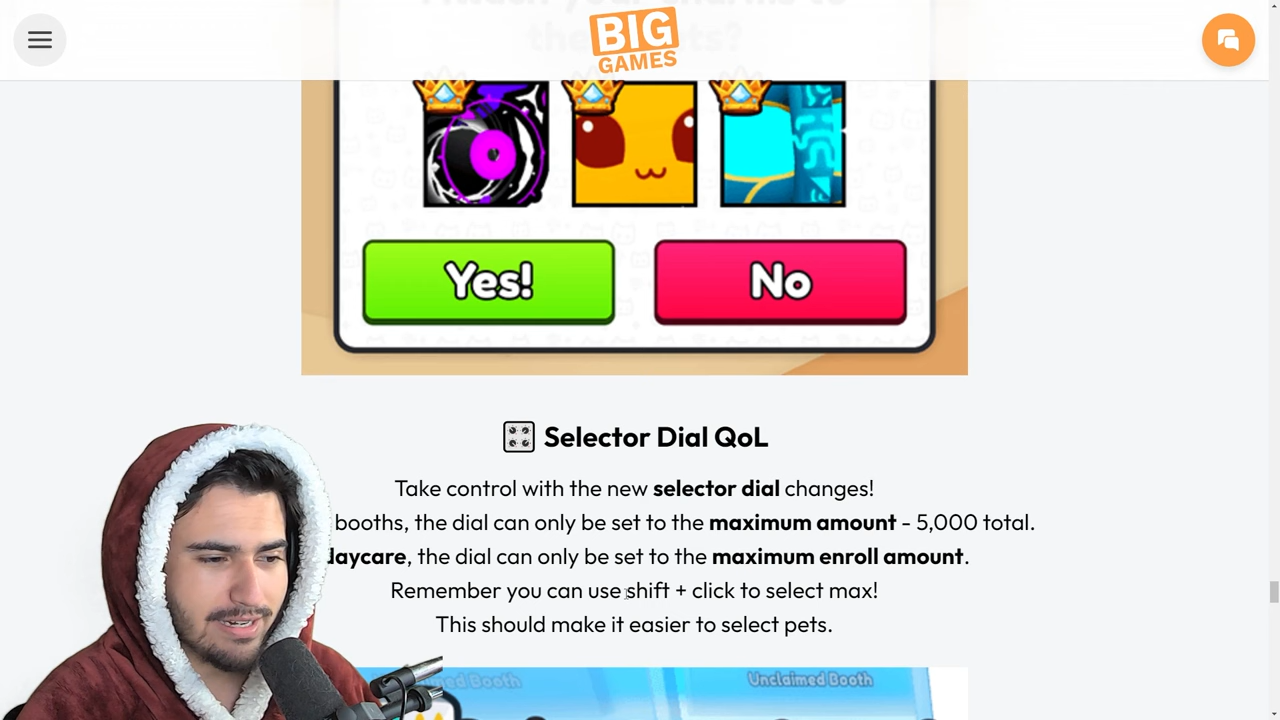 BIG
GAMES
Yes!
No
Selector Dial QoL
Take control with the new selector dial changes!
booths, the dial can only be set to the maximum amount - 5,000 total.
daycare, the dial can only be set to the maximum enroll amount.
Remember you can use shift + click to select max!
This should make it easier to select pets.
Unclaimed Booth